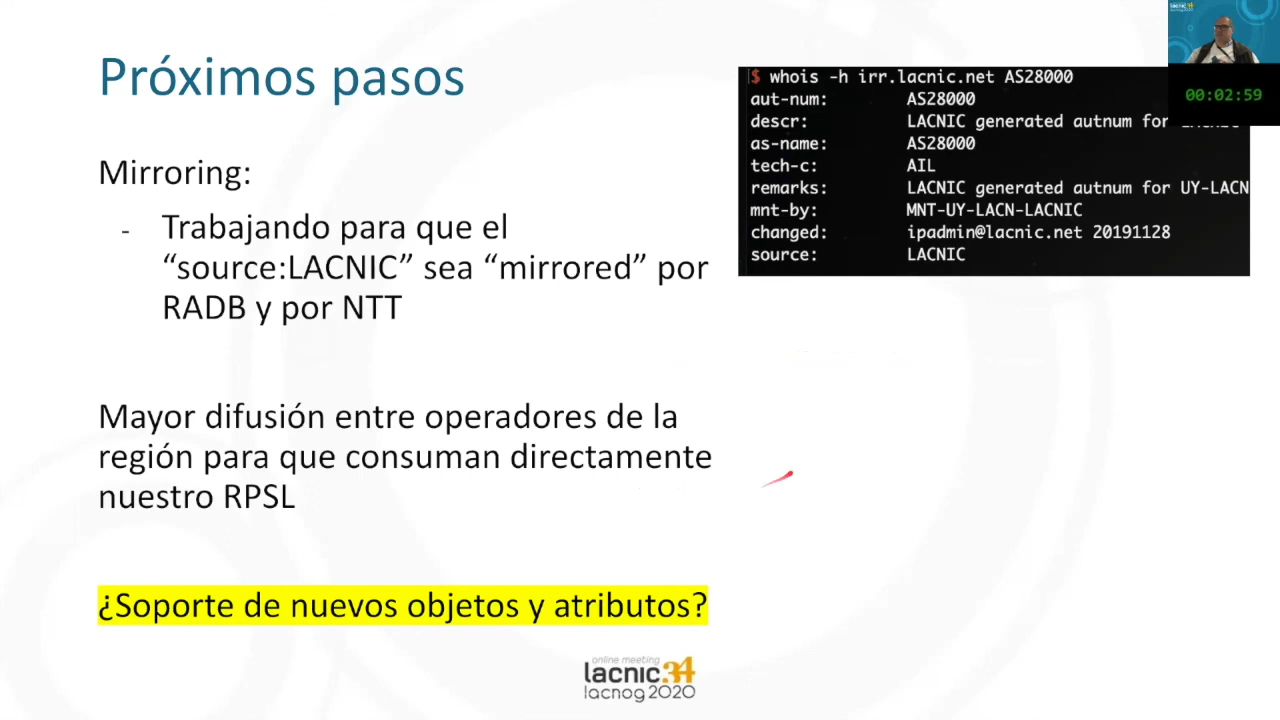 Próximos pasos
Mirroring:
- Trabajando para que el
“source:LACNIC” sea “mirrored” por
RADB y por NTT
Mayor difusión entre operadores de la
región para que consuman directamente
nuestro RPSL
¿Soporte de nuevos objetos y atributos?
$ whois -h irr.lacnic.net AS28000
aut-num: AS28000
descr: LACNIC generated autnum for
as-name: AS28000
tech-c: AIL
remarks: LACNIC generated autnum for UY-LACN
mnt-by: MNT-UY-LACN-LACNIC
changed: ipadmin@lacnic.net 20191128
source: LACNIC
00:02:59
online meeting
lacnic34
lacnog2020